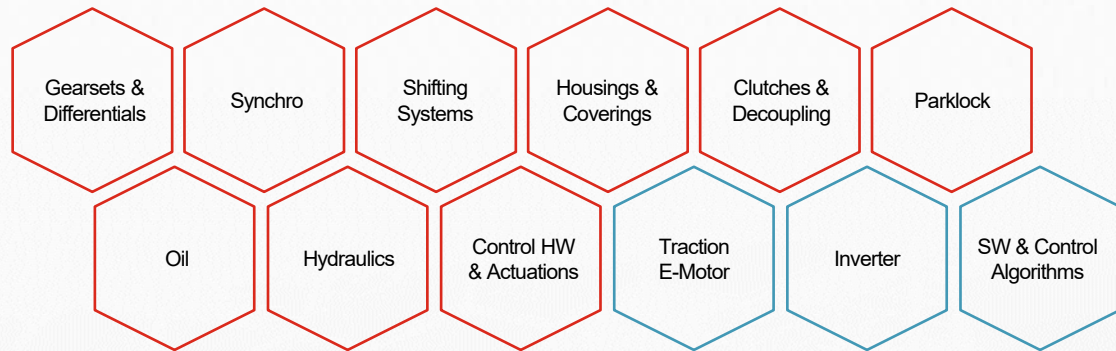 Gearsets &
Differentials
Synchro
Shifting
Systems
Housings &
Coverings
Clutches &
Decoupling
Parklock
Oil
Hydraulics
Control HW
& Actuations
Traction
E-Motor
Inverter
SW & Control
Algorithms